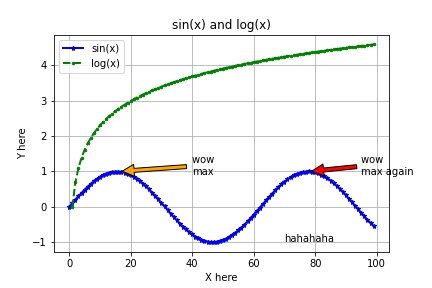 sin(x) and log(x)
sin(x)
log(x)
4
3
2
1
0
−1
Y here
wow
max
wow
max again
hahahaha
0
20
40
60
80
100
X here